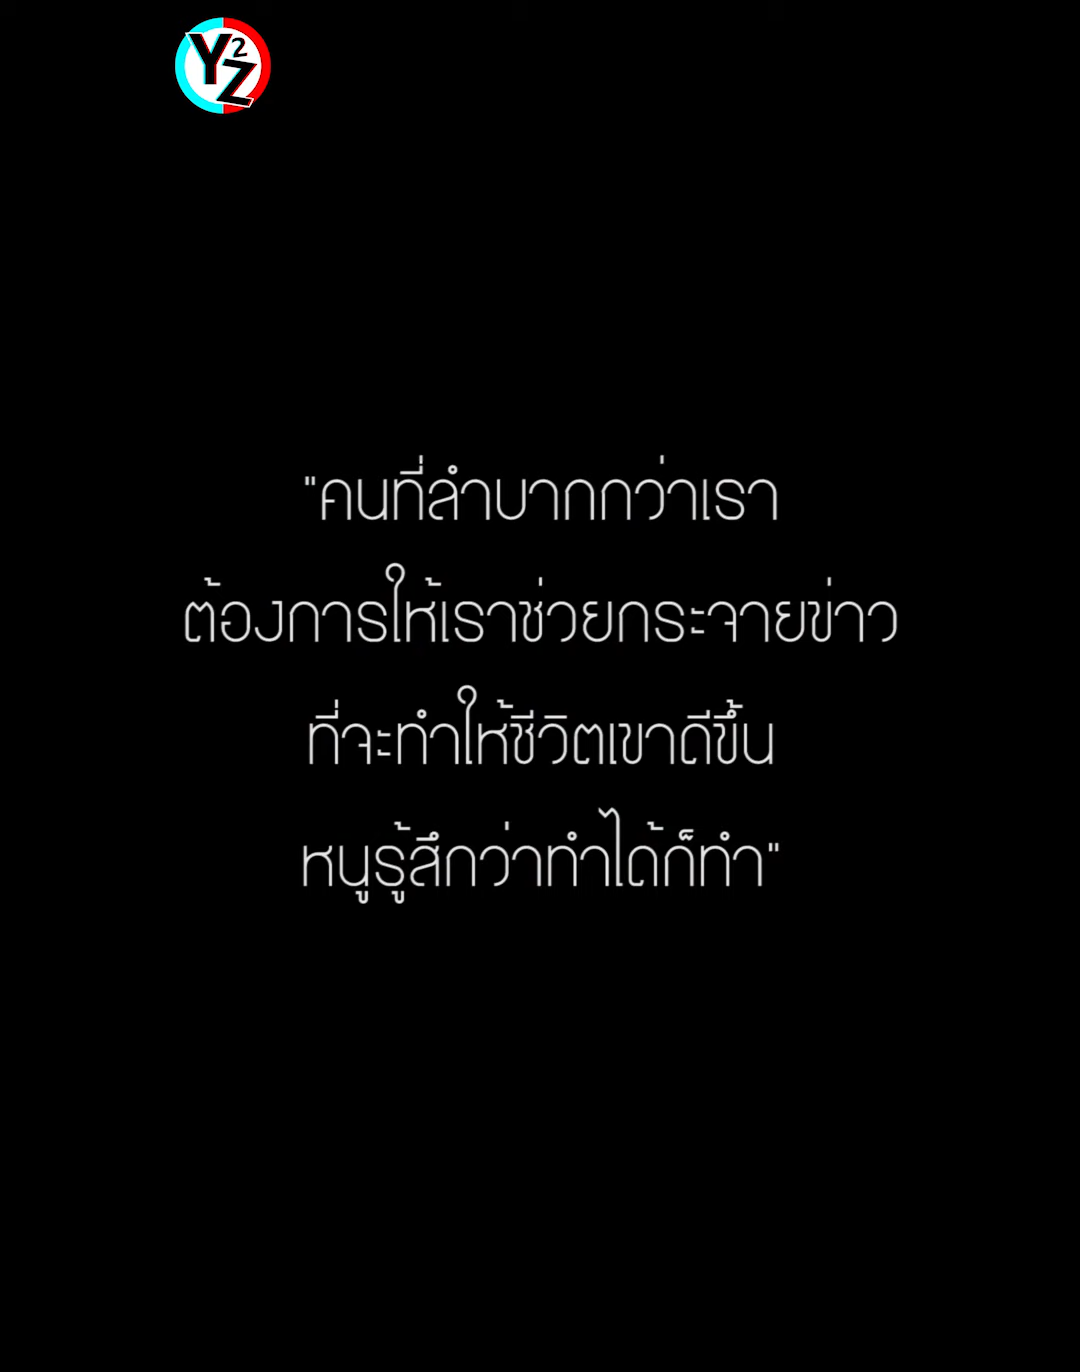 Y2Z
"คนที่ลำบากกว่าเรา
ต้องการให้เราช่วยกระจายข่าว
ที่จะทำให้ชีวิตเขาดีขึ้น
หนูรู้สึกว่าทำได้ก็ทำ"